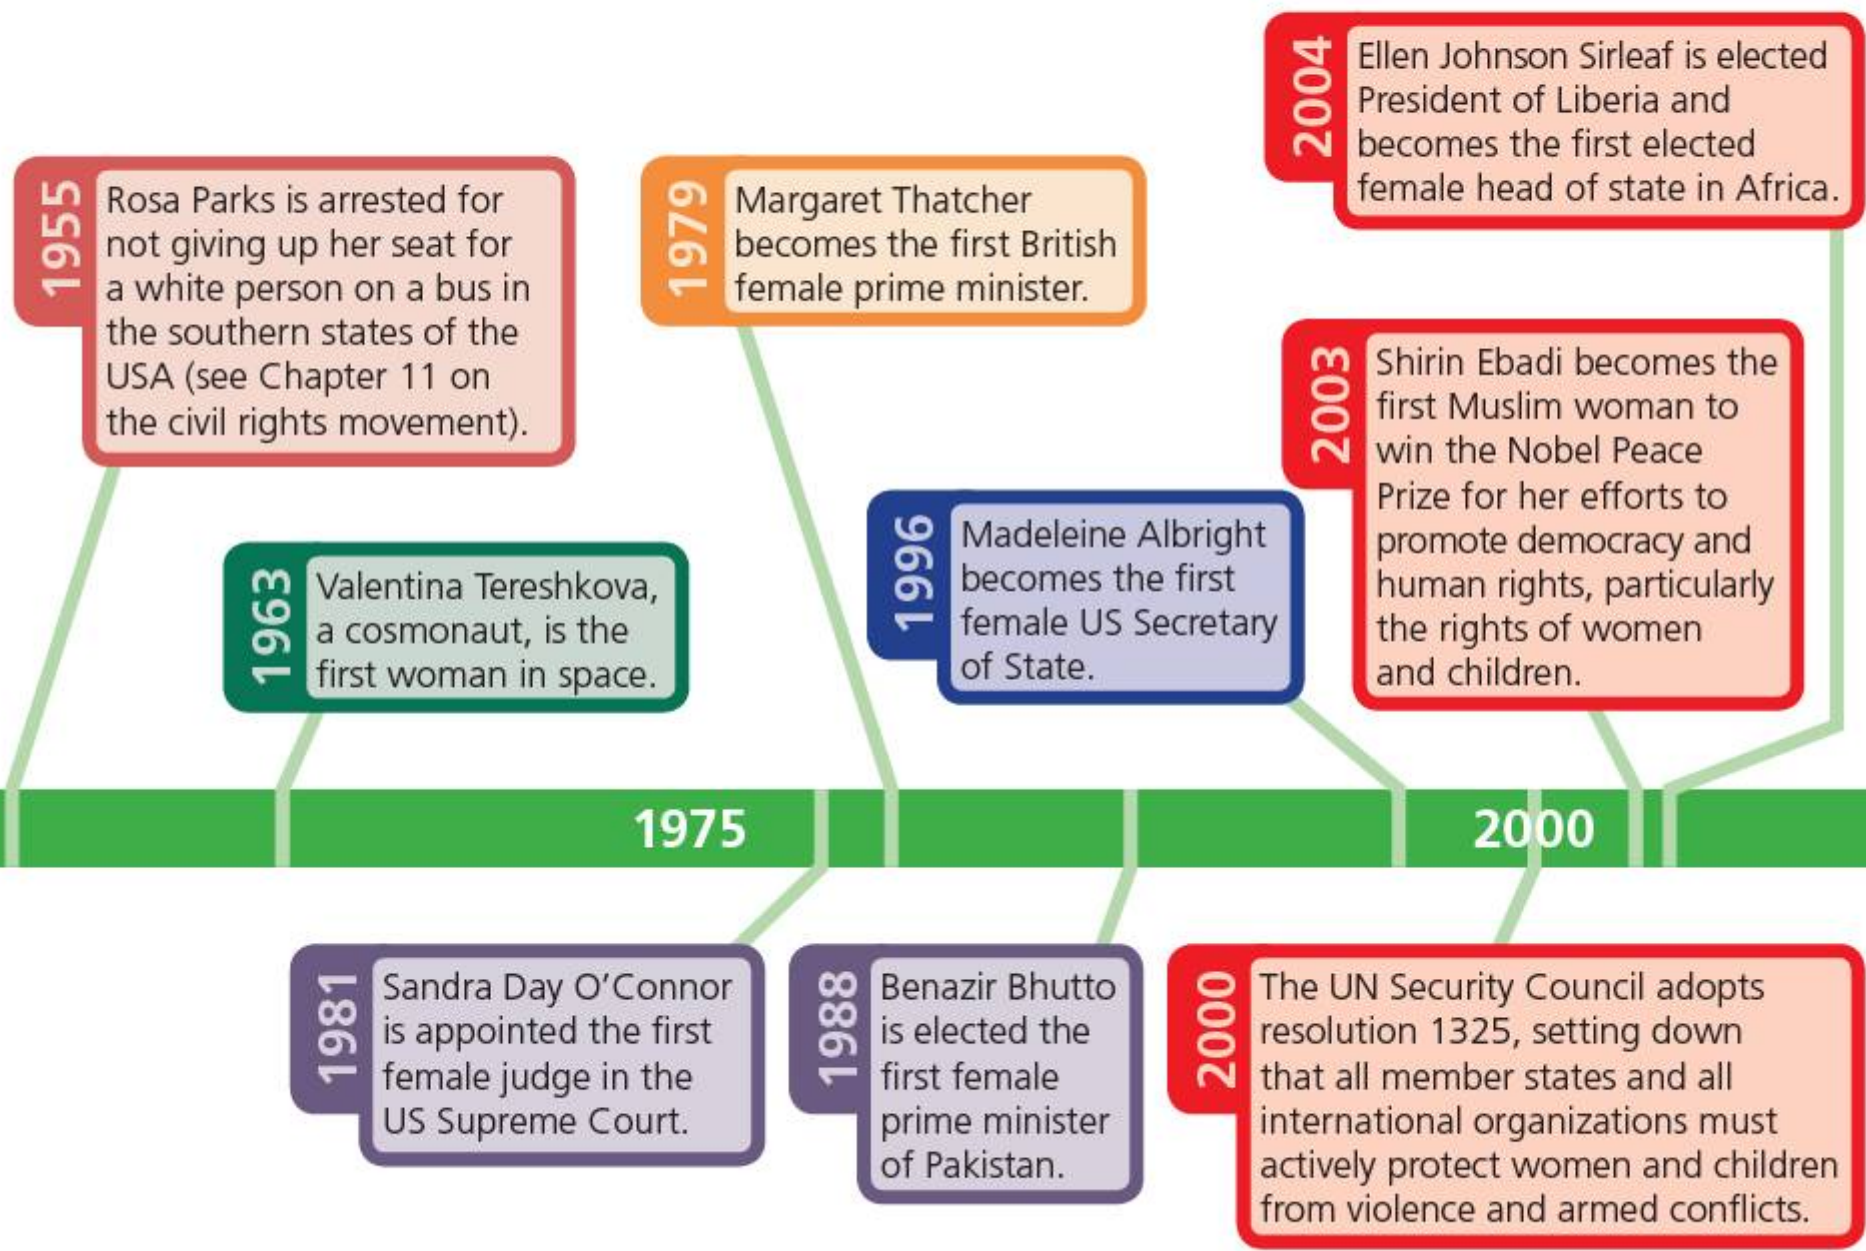 2004
Ellen Johnson Sirleaf is elected
President of Liberia and
becomes the first elected
female head of state in Africa.
1955
Rosa Parks is arrested for
not giving up her seat for
a white person on a bus in
the southern states of the
USA (see Chapter 11 on
the civil rights movement).
1979
Margaret Thatcher
becomes the first British
female prime minister.
2003
Shirin Ebadi becomes the
first Muslim woman to
win the Nobel Peace
Prize for her efforts to
promote democracy and
human rights, particularly
the rights of women
and children.
1996
Madeleine Albright
becomes the first
female US Secretary
of State.
1963
Valentina Tereshkova,
a cosmonaut, is the
first woman in space.
1975
2000
1981
Sandra Day O’Connor
is appointed the first
female judge in the
US Supreme Court.
1988
Benazir Bhutto
is elected the
first female
prime minister
of Pakistan.
2000
The UN Security Council adopts
resolution 1325, setting down
that all member states and all
international organizations must
actively protect women and children
from violence and armed conflicts.